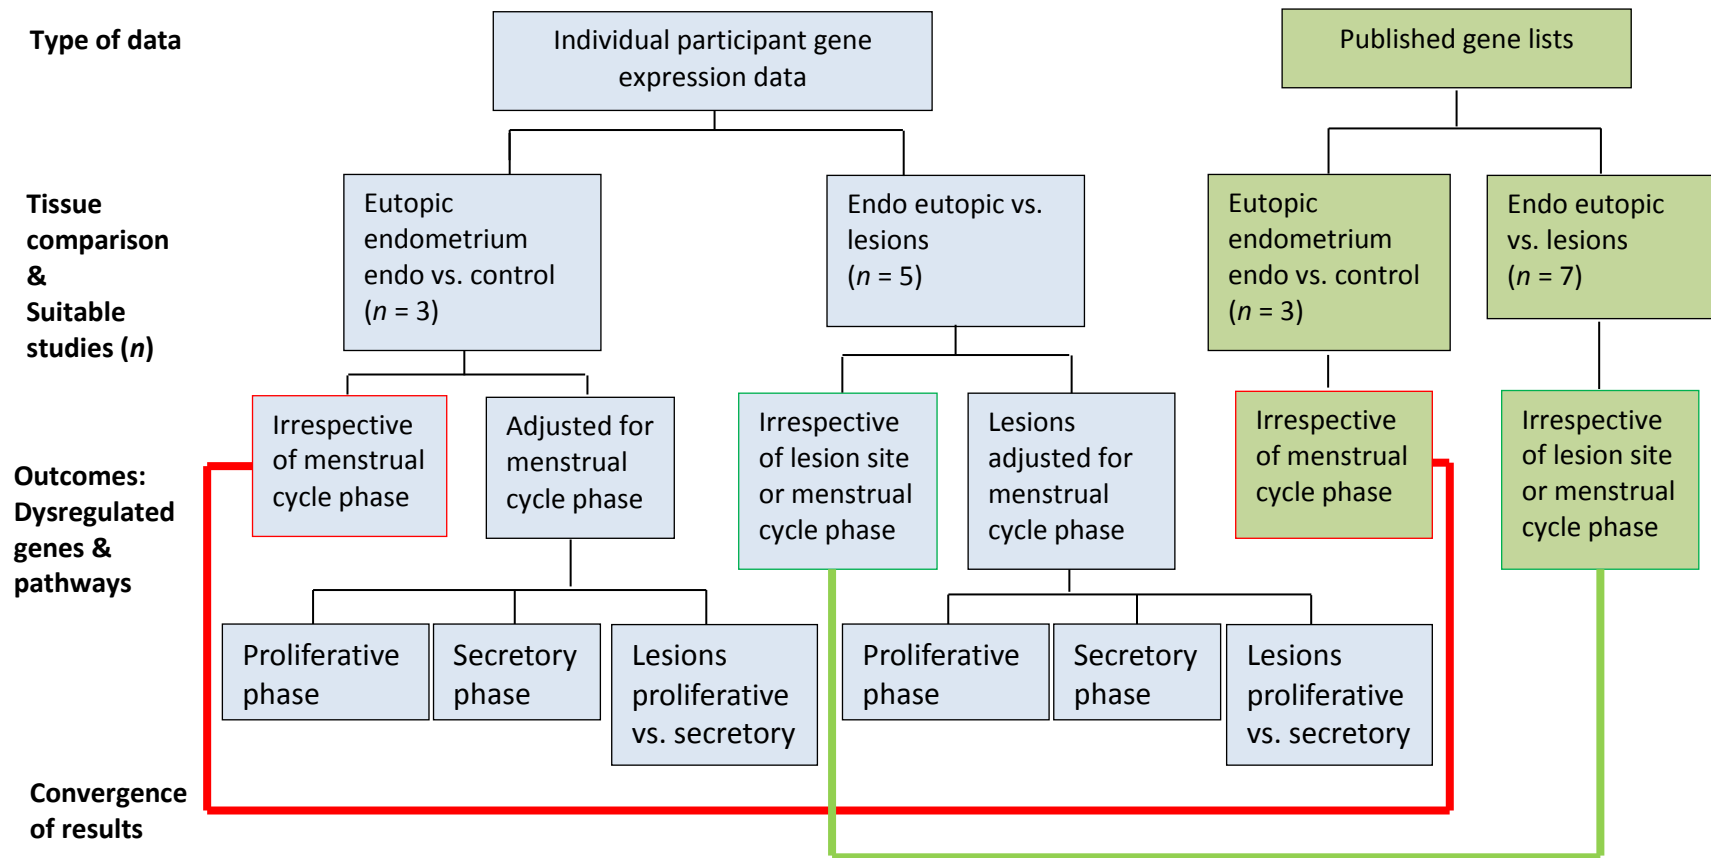 Type of data
Individual participant gene
expression data
Published gene lists
Tissue
comparison
&
Suitable
studies (n)
Eutopic
endometrium
endo vs. control
(n = 3)
Endo eutopic vs.
lesions
(n = 5)
Eutopic
endometrium
endo vs. control
(n = 3)
Endo eutopic
vs. lesions
(n = 7)
Outcomes:
Dysregulated
genes &
pathways
Irrespective
of menstrual
cycle phase
Adjusted for
menstrual
cycle phase
Irrespective
of lesion site
or menstrual
cycle phase
Lesions
adjusted for
menstrual
cycle phase
Irrespective
of menstrual
cycle phase
Irrespective
of lesion site
or menstrual
cycle phase
Proliferative
phase
Secretory
phase
Lesions
proliferative
vs. secretory
Proliferative
phase
Secretory
phase
Lesions
proliferative
vs. secretory
Convergence
of results